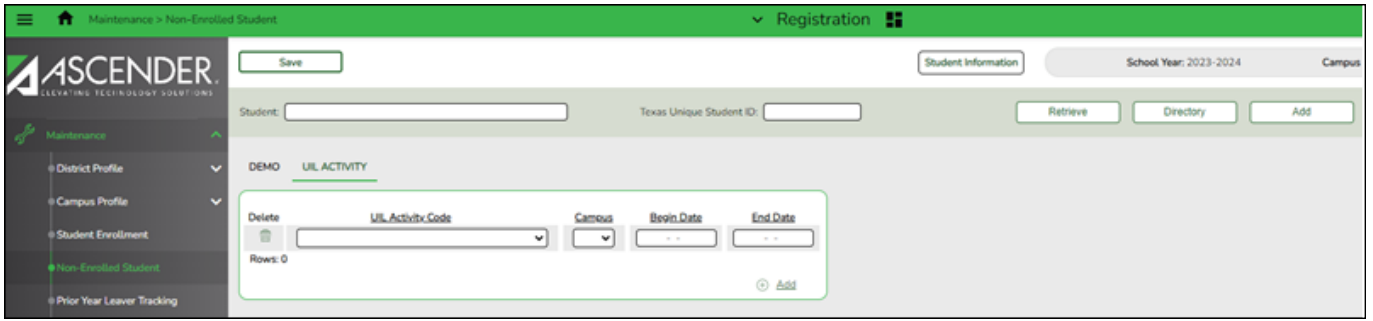 Maintenance > Non-Enrolled Student
Registration
ASCENDER.
ELEVATING TECHNOLOGY SOLUTIONS
Save
Student Information
School Year: 2023-2024
Campus
Student:
Texas Unique Student ID:
Retrieve
Directory
Add
Maintenance
District Profile
Campus Profile
Student Enrollment
Non-Enrolled Student
Prior Year Leaver Tracking
DEMO
UIL ACTIVITY
Delete
UIL Activity Code
Campus
Begin Date
End Date
- -
- -
Rows: 0
Add